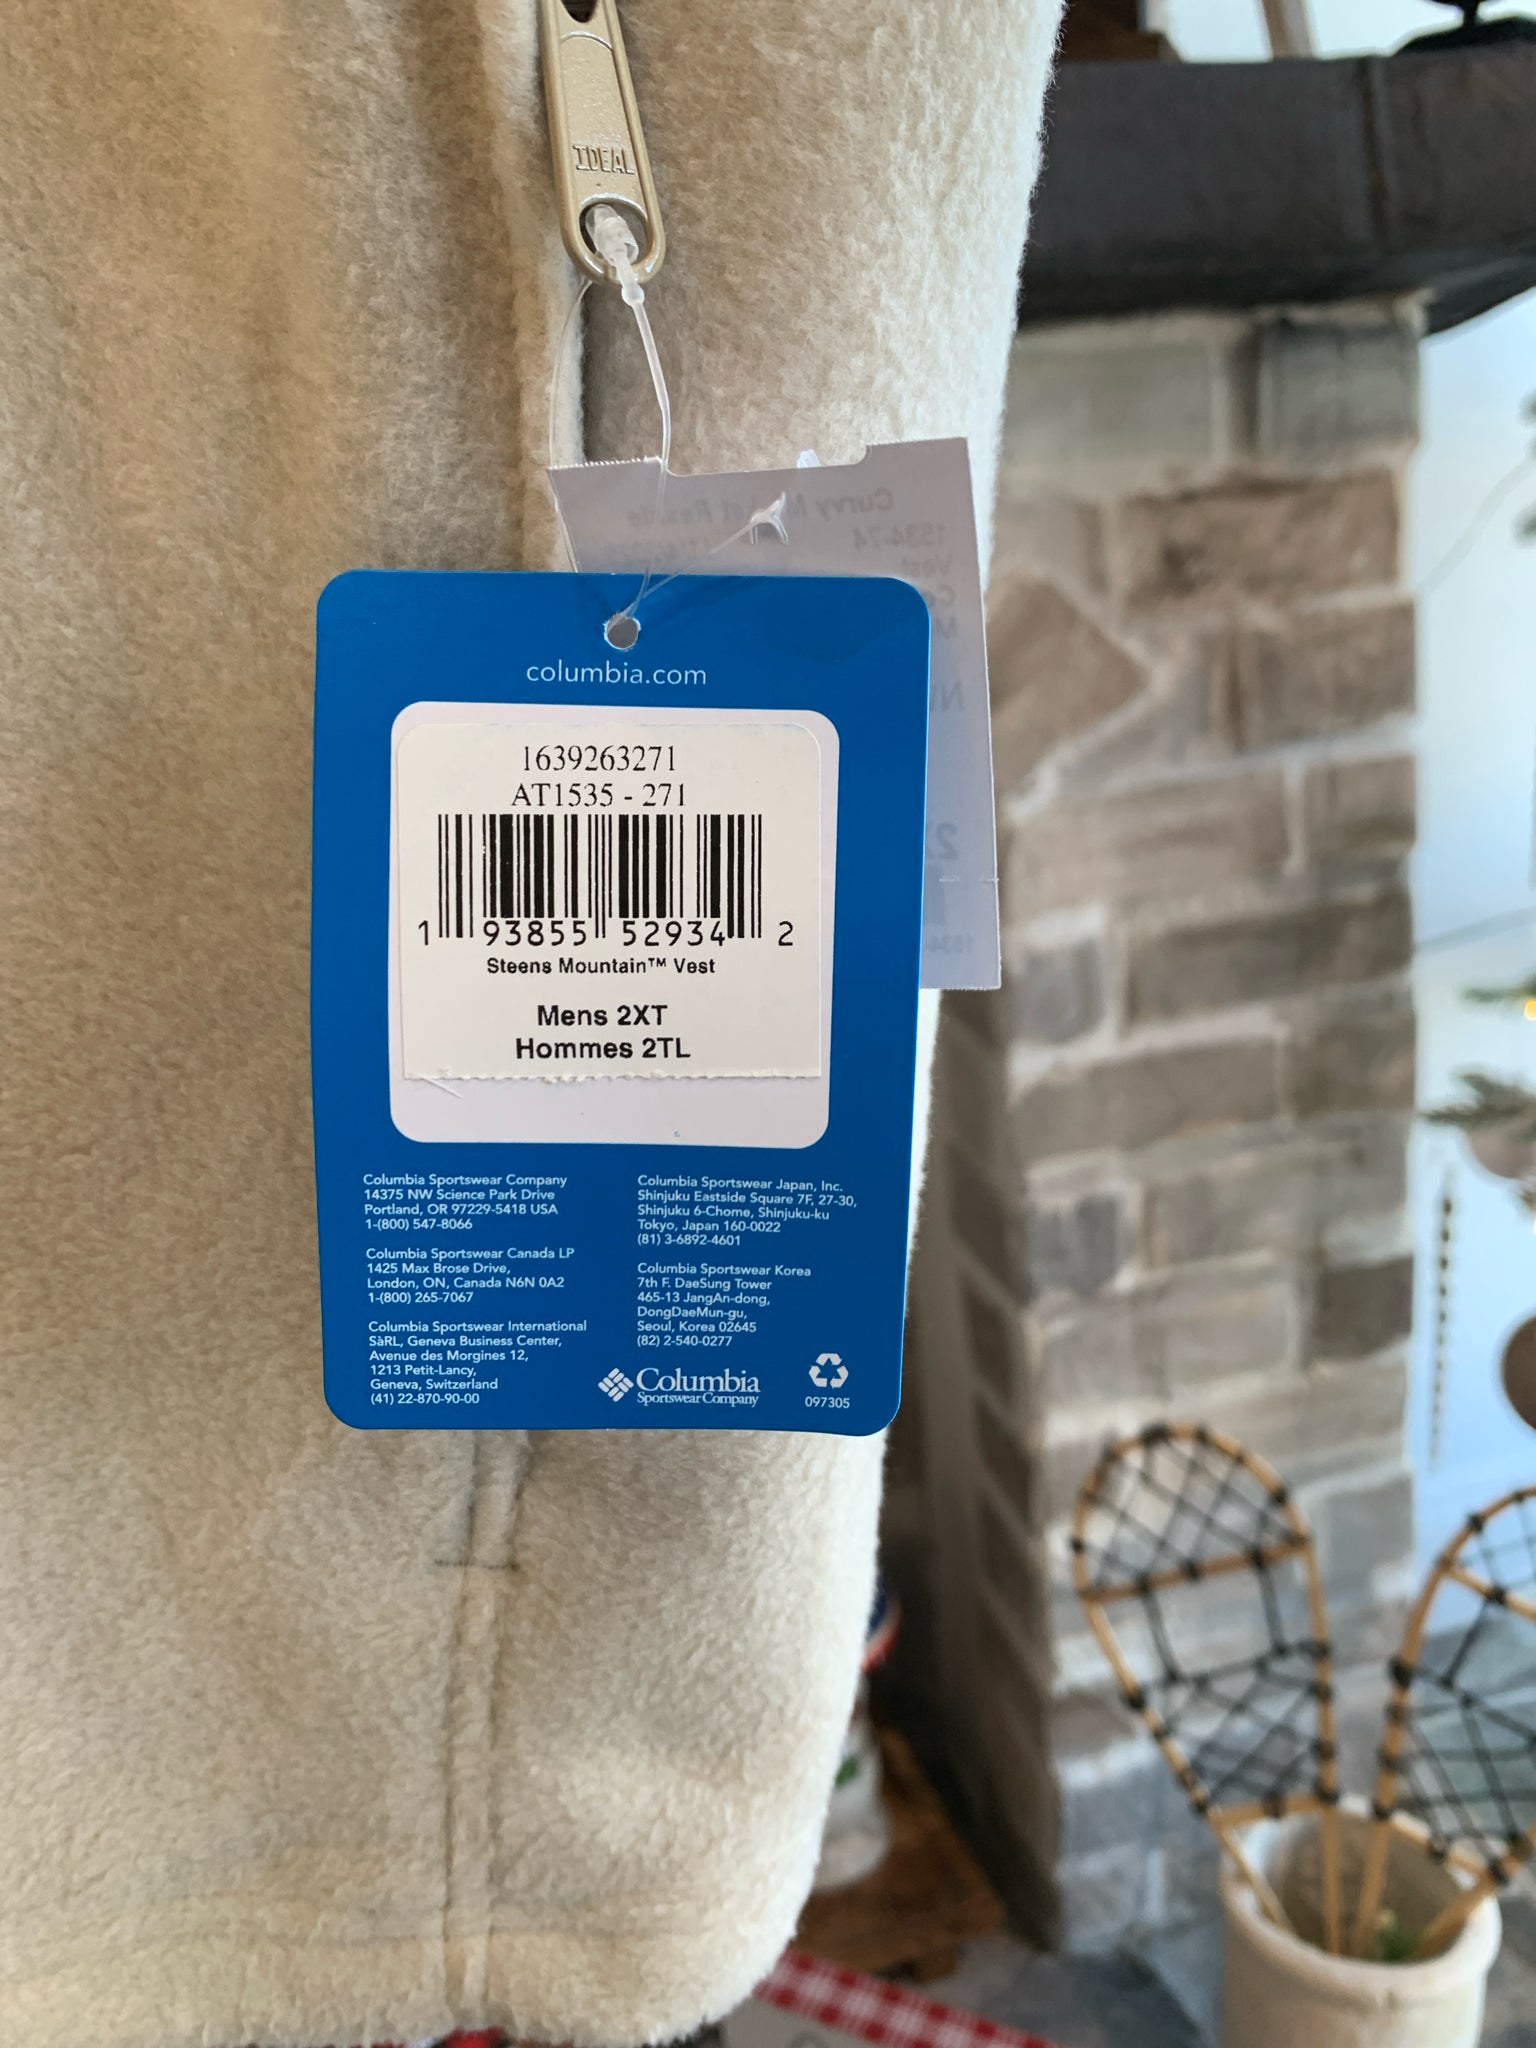 IDEAL
Curvy Resale
1534-74
Vest
columbia.com
1639263271
AT1535 - 271
1 93855 52934 2
Steens Mountain™ Vest
Mens 2XT
Hommes 2TL
Columbia Sportswear Company
14375 NW Science Park Drive
Portland, OR 97229-5418 USA
1-(800) 547-8066
Columbia Sportswear Canada LP
1425 Max Brose Drive,
London, ON, Canada N6N 0A2
1-(800) 265-7067
Columbia Sportswear International
SàRL, Geneva Business Center,
Avenue des Morgines 12,
1213 Petit-Lancy,
Geneva, Switzerland
(41) 22-870-90-00
Columbia Sportswear Japan, Inc.
Shinjuku Eastside Square 7F, 27-30,
Shinjuku 6-Chome, Shinjuku-ku
Tokyo, Japan 160-0022
(81) 3-6892-4601
Columbia Sportswear Korea
7th F. DaeSung Tower
465-13 JangAn-dong,
DongDaeMun-gu,
Seoul, Korea 02645
(82) 2-540-0277
Columbia
Sportswear Company
097305